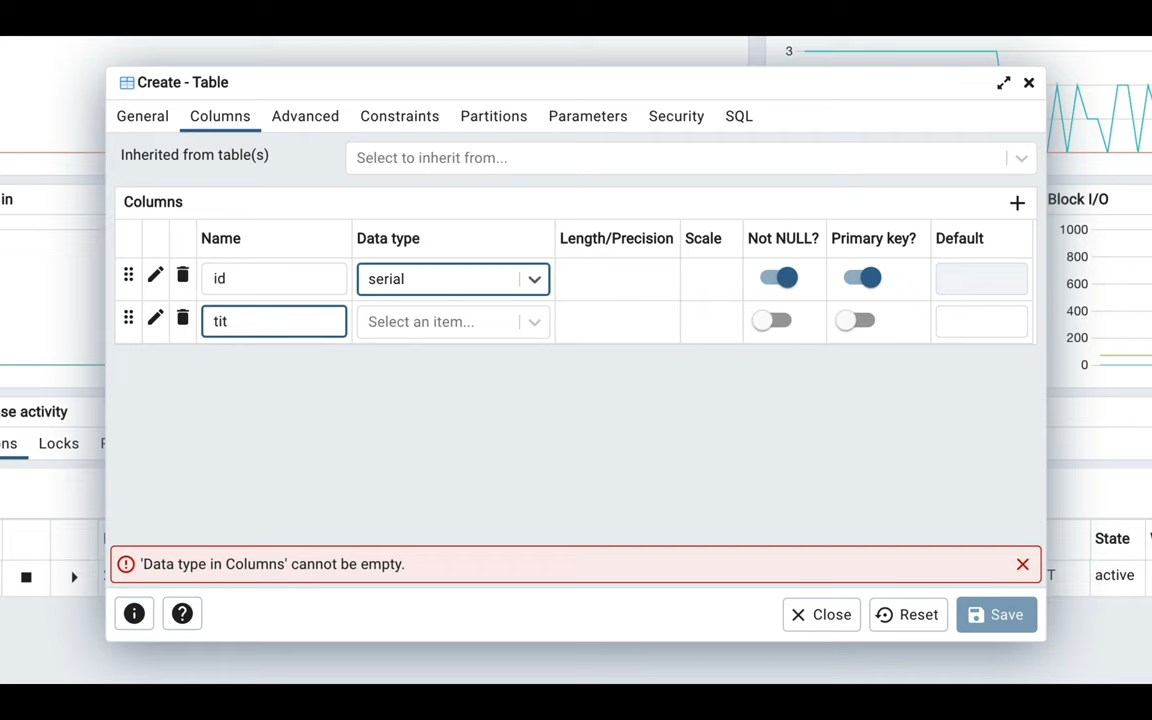 3
Create - Table
General Columns Advanced Constraints Partitions Parameters Security SQL
Inherited from table(s) Select to inherit from...
in
Columns
Block I/O
Name Data type Length/Precision Scale Not NULL? Primary key? Default
1000
800
600
400
200
0
id serial
tit Select an item...
se activity
ns Locks
State
'Data type in Columns' cannot be empty.
T active
Close Reset Save